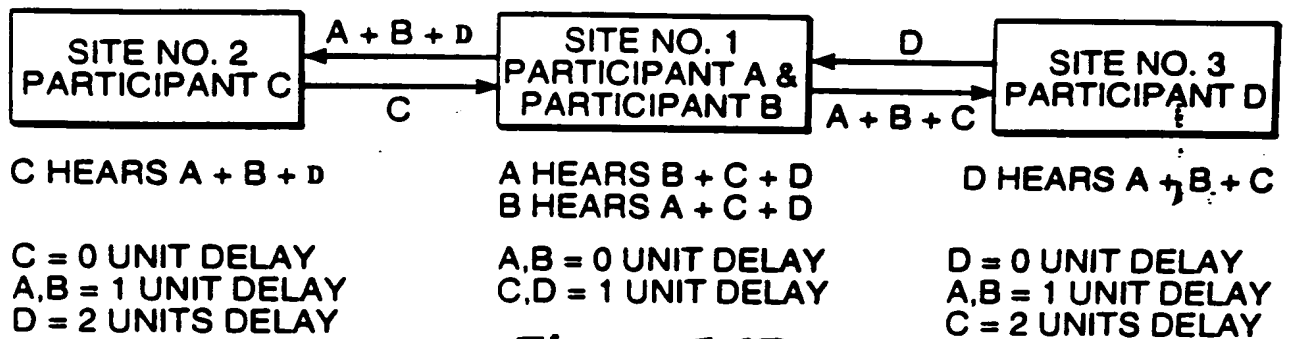 SITE NO. 2
PARTICIPANT C
A + B + D
C
SITE NO. 1
PARTICIPANT A &
PARTICIPANT B
D
A + B + C
SITE NO. 3
PARTICIPANT D
C HEARS A + B + D
A HEARS B + C + D
B HEARS A + C + D
D HEARS A + B + C
C = 0 UNIT DELAY
A,B = 1 UNIT DELAY
D = 2 UNITS DELAY
A,B = 0 UNIT DELAY
C,D = 1 UNIT DELAY
D = 0 UNIT DELAY
A,B = 1 UNIT DELAY
C = 2 UNITS DELAY